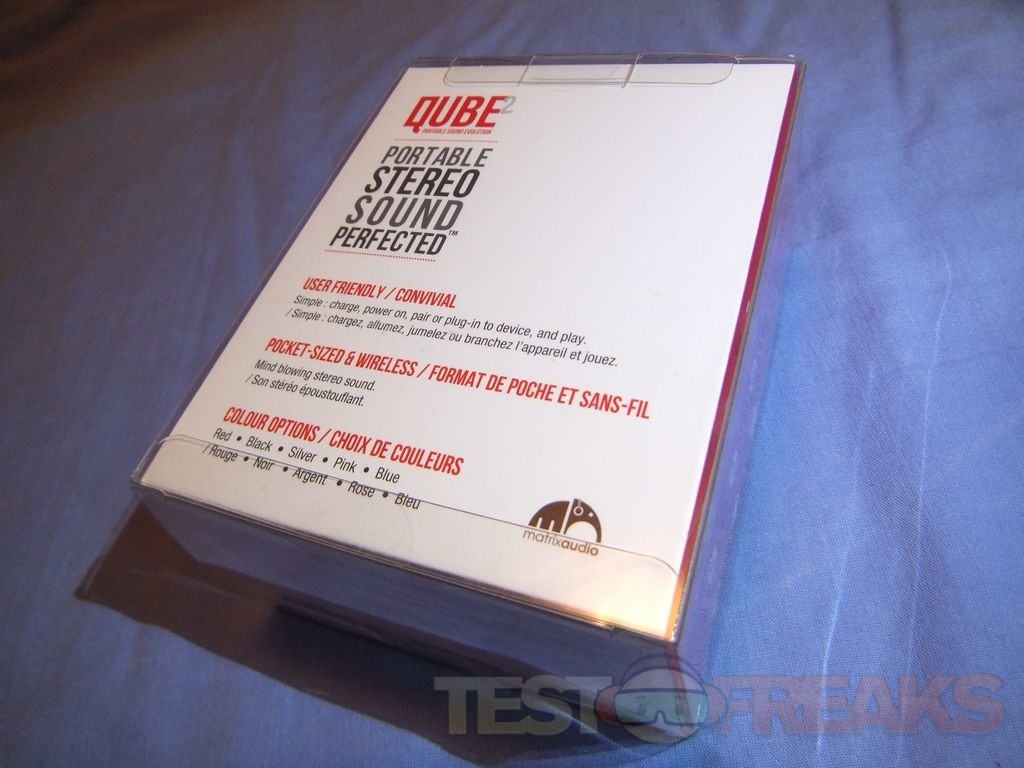 QUBE2
PORTABLE SOUND EVOLUTION
PORTABLE
STEREO
SOUND
PERFECTED™
USER FRIENDLY / CONVIVIAL
Simple : charge, power on, pair or plug-in to device, and play.
/ Simple : chargez, allumez, jumelez ou branchez l'appareil et jouez.
POCKET-SIZED & WIRELESS / FORMAT DE POCHE ET SANS-FIL
Mind blowing stereo sound.
/ Son stéréo époustouflant.
COLOUR OPTIONS / CHOIX DE COULEURS
Red • Black • Silver • Pink • Blue
/ Rouge • Noir • Argent • Rose • Bleu
matrixaudio
TESTFREAKS